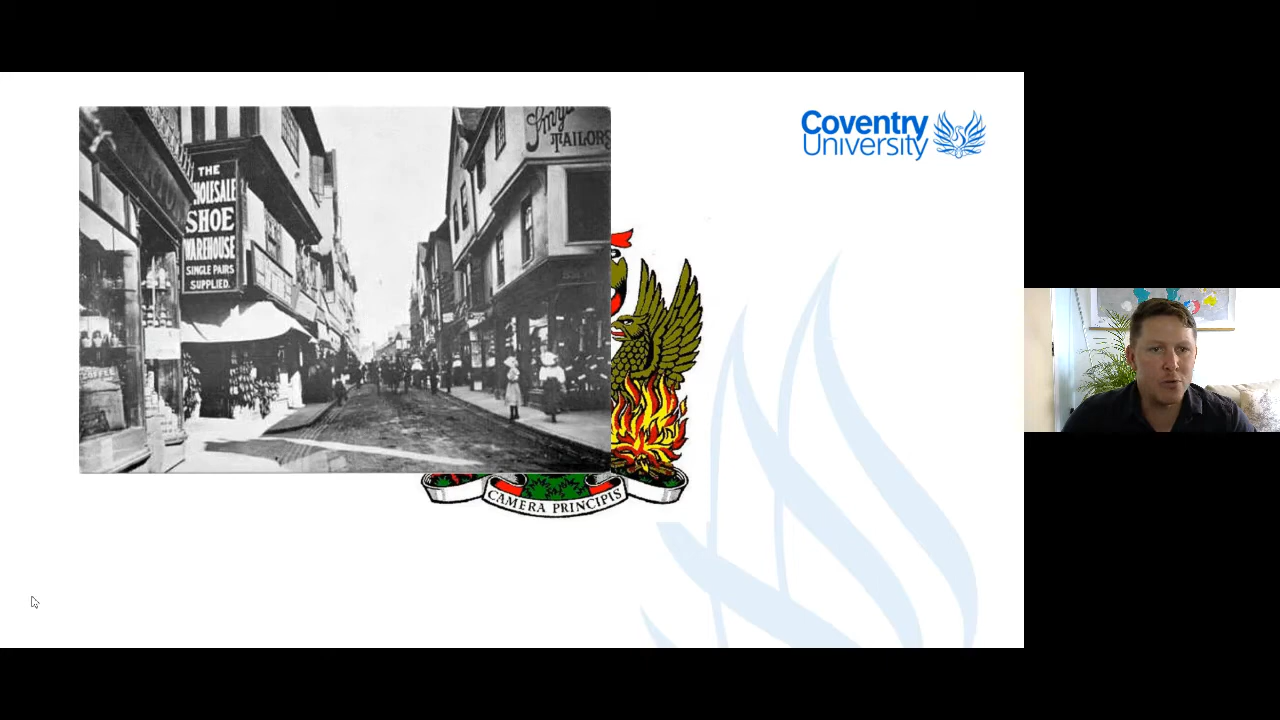 THE
WHOLESALE
SHOE
WAREHOUSE
SINGLE PAIRS
SUPPLIED.
TAILORS
COFFEE
CAMERA PRINCIPIS
Coventry
University